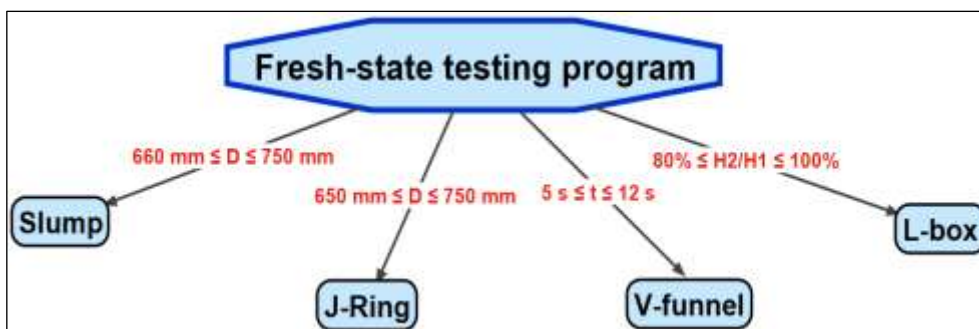 Fresh-state testing program
660 mm ≤ D ≤ 750 mm
80% ≤ H2/H1 ≤ 100%
650 mm ≤ D ≤ 750 mm
5 s ≤ t ≤ 12 s
Slump
L-box
J-Ring
V-funnel